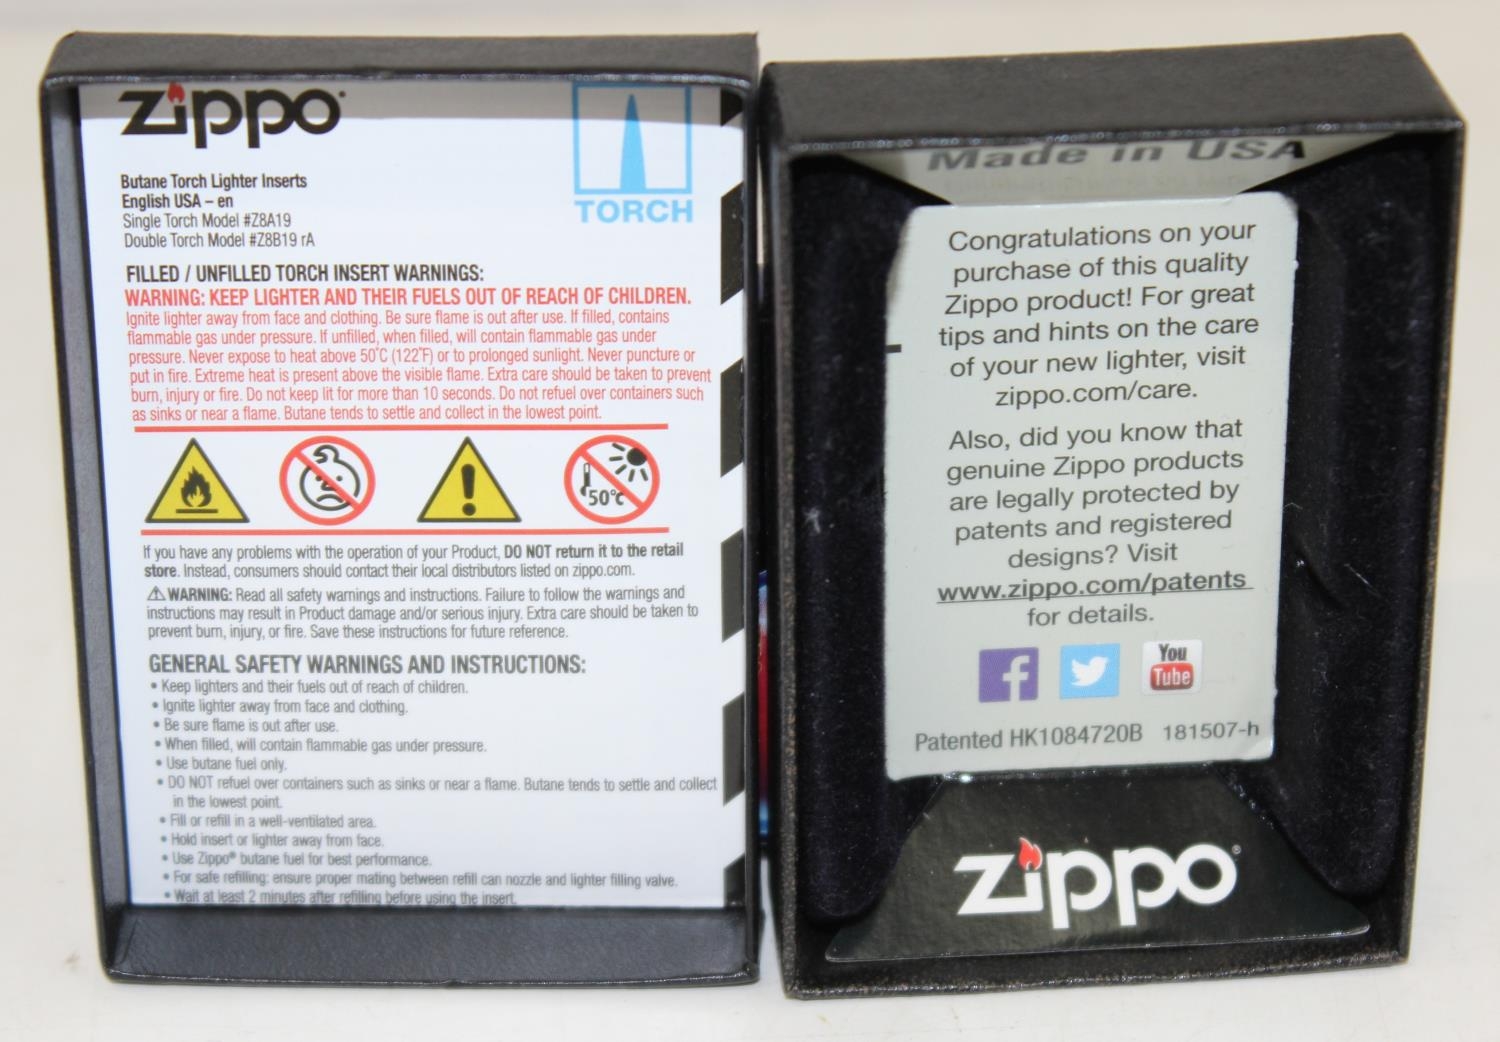 Zippo
TORCH
Butane Torch Lighter Inserts
English USA – en
Single Torch Model #Z8A19
Double Torch Model #Z8B19 rA
FILLED / UNFILLED TORCH INSERT WARNINGS:
WARNING: KEEP LIGHTER AND THEIR FUELS OUT OF REACH OF CHILDREN.
Ignite lighter away from face and clothing. Be sure flame is out after use. If filled, contains
flammable gas under pressure. If unfilled, when filled, will contain flammable gas under
pressure. Never expose to heat above 50°C (122°F) or to prolonged sunlight. Never puncture or
put in fire. Extreme heat is present above the visible flame. Extra care should be taken to prevent
burn, injury or fire. Do not keep lit for more than 10 seconds. Do not refuel over containers such
as sinks or near a flame. Butane tends to settle and collect in the lowest point.
50°C
If you have any problems with the operation of your Product, DO NOT return it to the retail
store. Instead, consumers should contact their local distributors listed on zippo.com.
⚠ WARNING: Read all safety warnings and instructions. Failure to follow the warnings and
instructions may result in Product damage and/or serious injury. Extra care should be taken to
prevent burn, injury, or fire. Save these instructions for future reference.
GENERAL SAFETY WARNINGS AND INSTRUCTIONS:
• Keep lighters and their fuels out of reach of children.
• Ignite lighter away from face and clothing.
• Be sure flame is out after use.
• When filled, will contain flammable gas under pressure.
• Use butane fuel only.
• DO NOT refuel over containers such as sinks or near a flame. Butane tends to settle and collect
in the lowest point.
• Fill or refill in a well-ventilated area.
• Hold insert or lighter away from face.
• Use Zippo® butane fuel for best performance.
• For safe refilling: ensure proper mating between refill can nozzle and lighter filling valve.
• Wait at least 2 minutes after refilling before using the insert.
Made in USA
Congratulations on your
purchase of this quality
Zippo product! For great
tips and hints on the care
of your new lighter, visit
zippo.com/care.
Also, did you know that
genuine Zippo products
are legally protected by
patents and registered
designs? Visit
www.zippo.com/patents
for details.
f
You
Tube
Patented HK1084720B 181507-h
Zippo®